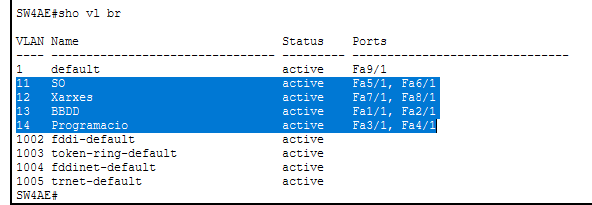 SW4AE#sho vl br
VLAN Name Status Ports
---- -------------------------------- --------- -------------------------------
1 default active Fa9/1
11 SO active Fa5/1, Fa6/1
12 Xarxes active Fa7/1, Fa8/1
13 BBDD active Fa1/1, Fa2/1
14 Programacio active Fa3/1, Fa4/1
1002 fddi-default active
1003 token-ring-default active
1004 fddinet-default active
1005 trnet-default active
SW4AE#